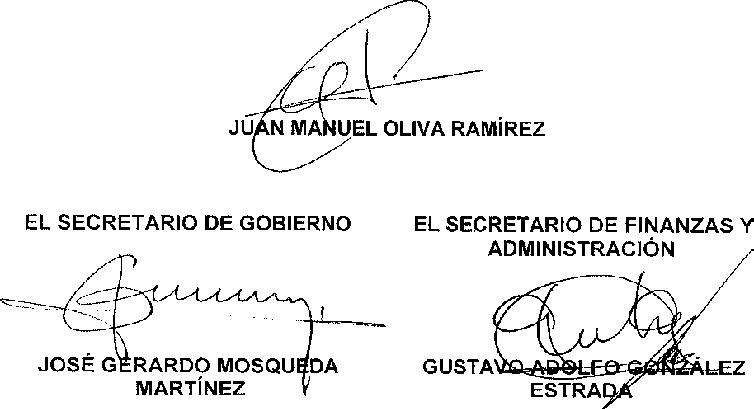 JUAN MANUEL OLIVA RAMÍREZ
EL SECRETARIO DE GOBIERNO
JOSÉ GERARDO MOSQUEDA
MARTÍNEZ
EL SECRETARIO DE FINANZAS Y
ADMINISTRACIÓN
GUSTAVO ADOLFO GONZÁLEZ
ESTRADA